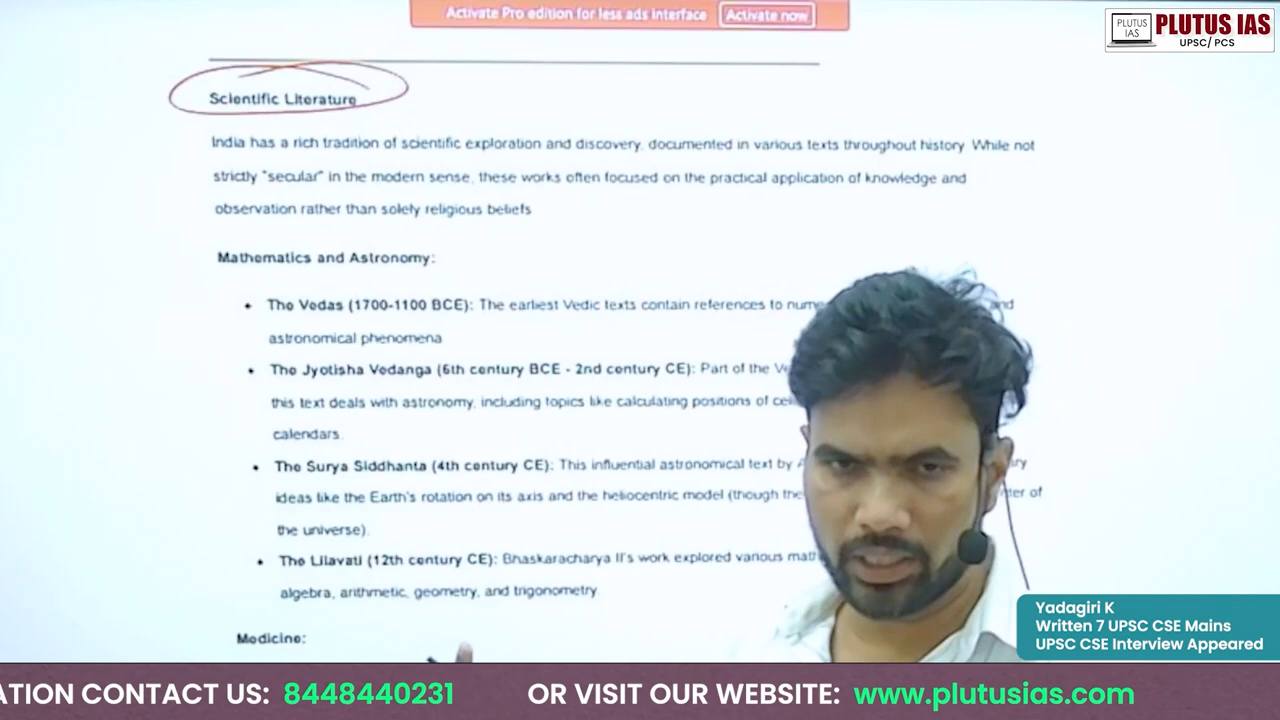 Activate Pro edition for less ads interface Activate now
PLUTUS IAS
PLUTUS IAS
UPSC/ PCS
Scientific Literature
India has a rich tradition of scientific exploration and discovery, documented in various texts throughout history. While not
strictly "secular" in the modern sense, these works often focused on the practical application of knowledge and
observation rather than solely religious beliefs
Mathematics and Astronomy:
• The Vedas (1700-1100 BCE): The earliest Vedic texts contain references to and
astronomical phenomena
• The Jyotisha Vedanga (6th century BCE - 2nd century CE): Part of the
this text deals with astronomy, including topics like calculating positions of
calendars.
• The Surya Siddhanta (4th century CE): This influential astronomical text by
ideas like the Earth's rotation on its axis and the heliocentric model (though the of
the universe).
• The Lilavati (12th century CE): Bhaskaracharya II's work explored various
algebra, arithmetic, geometry, and trigonometry
Medicine:
Yadagiri K
Written 7 UPSC CSE Mains
UPSC CSE Interview Appeared
CONTACT US: 8448440231 OR VISIT OUR WEBSITE: www.plutusias.com